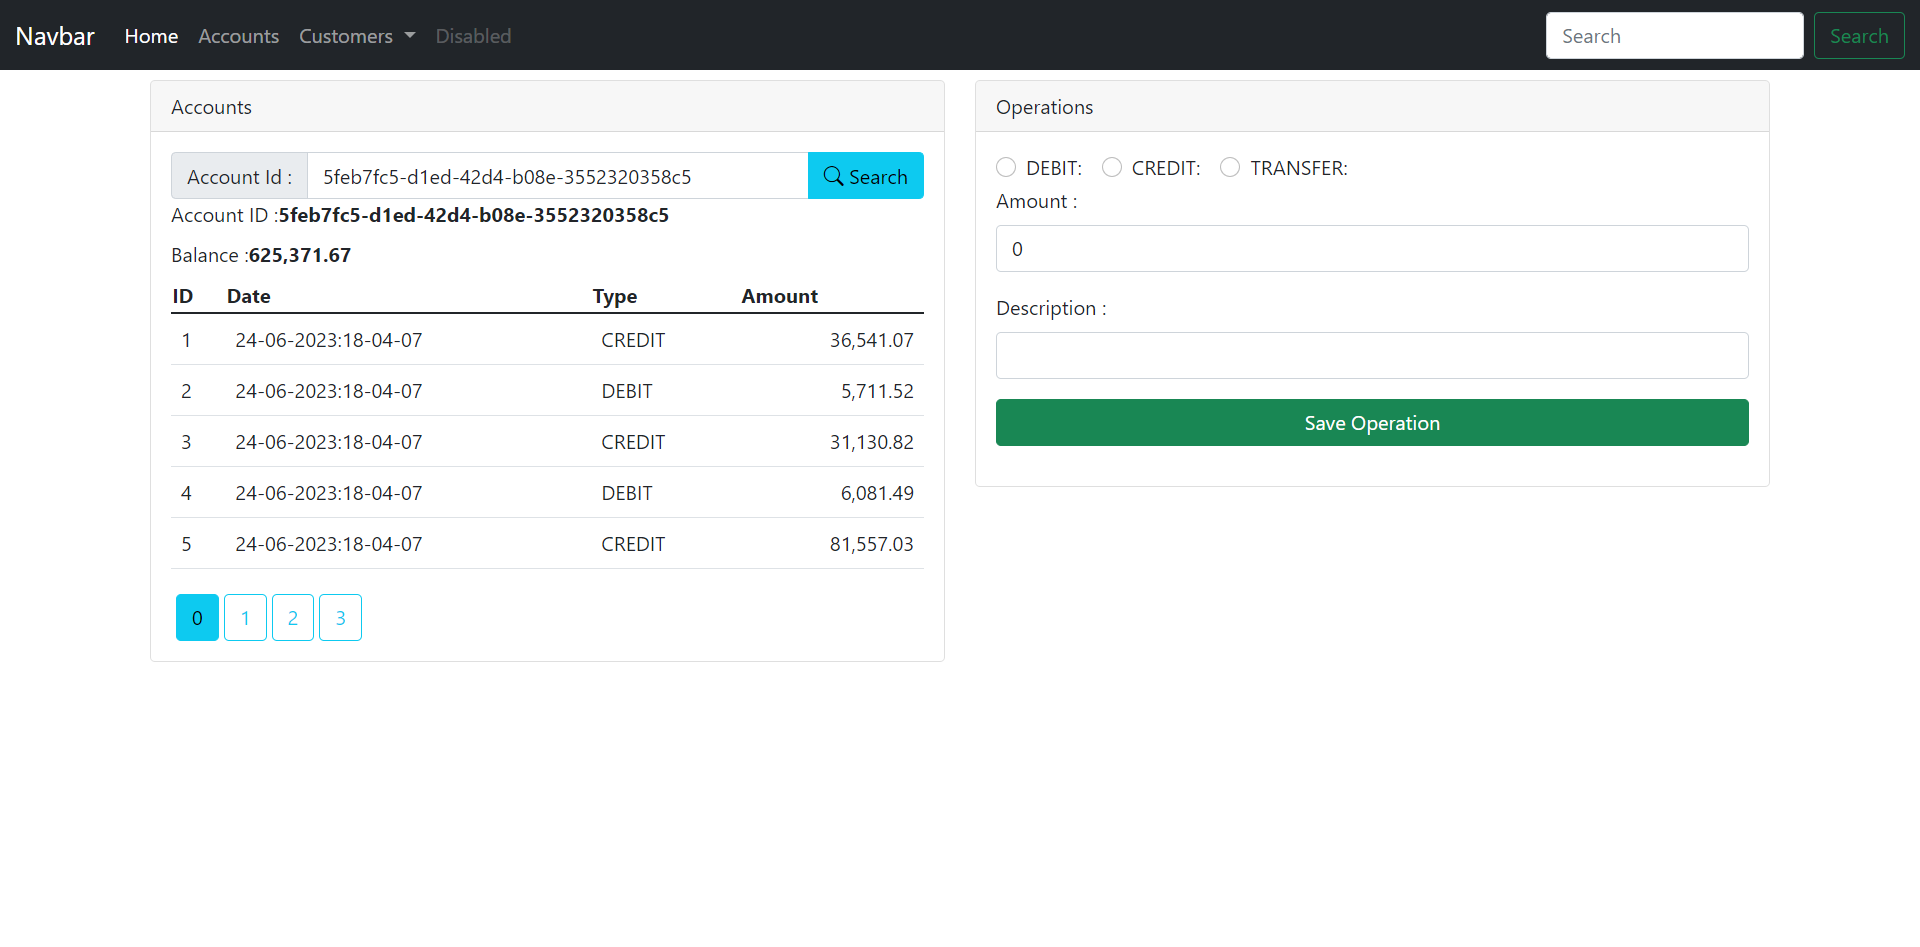 Navbar Home Accounts Customers Disabled Search Search
Accounts
Account Id : 5feb7fc5-d1ed-42d4-b08e-3552320358c5 Search
Account ID :5feb7fc5-d1ed-42d4-b08e-3552320358c5
Balance :625,371.67
ID Date Type Amount
1 24-06-2023:18-04-07 CREDIT 36,541.07
2 24-06-2023:18-04-07 DEBIT 5,711.52
3 24-06-2023:18-04-07 CREDIT 31,130.82
4 24-06-2023:18-04-07 DEBIT 6,081.49
5 24-06-2023:18-04-07 CREDIT 81,557.03
0 1 2 3
Operations
DEBIT: CREDIT: TRANSFER:
Amount :
0
Description :
Save Operation